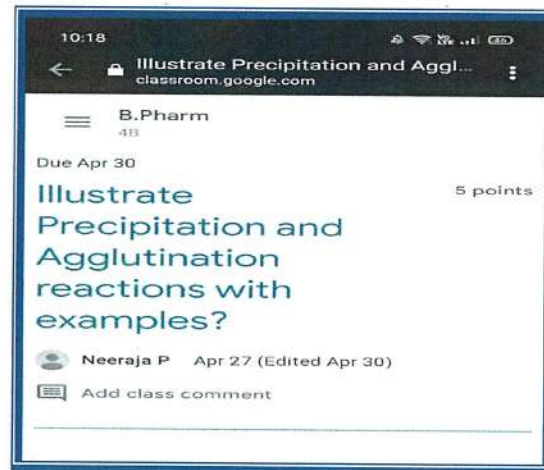 10:18
Illustrate Precipitation and Aggl...
classroom.google.com
B.Pharm
4B
Due Apr 30
Illustrate
5 points
Precipitation and
Agglutination
reactions with
examples?
Neeraja P Apr 27 (Edited Apr 30)
Add class comment